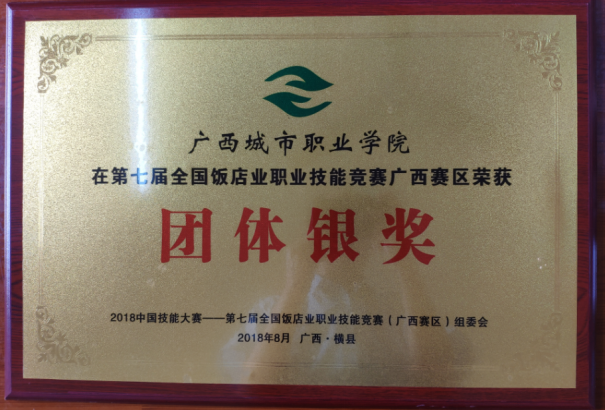 广西城市职业学院
在第七届全国饭店业职业技能竞赛广西赛区荣获
团体银奖
2018中国技能大赛——第七届全国饭店业职业技能竞赛（广西赛区）组委会
2018年8月 广西·横县